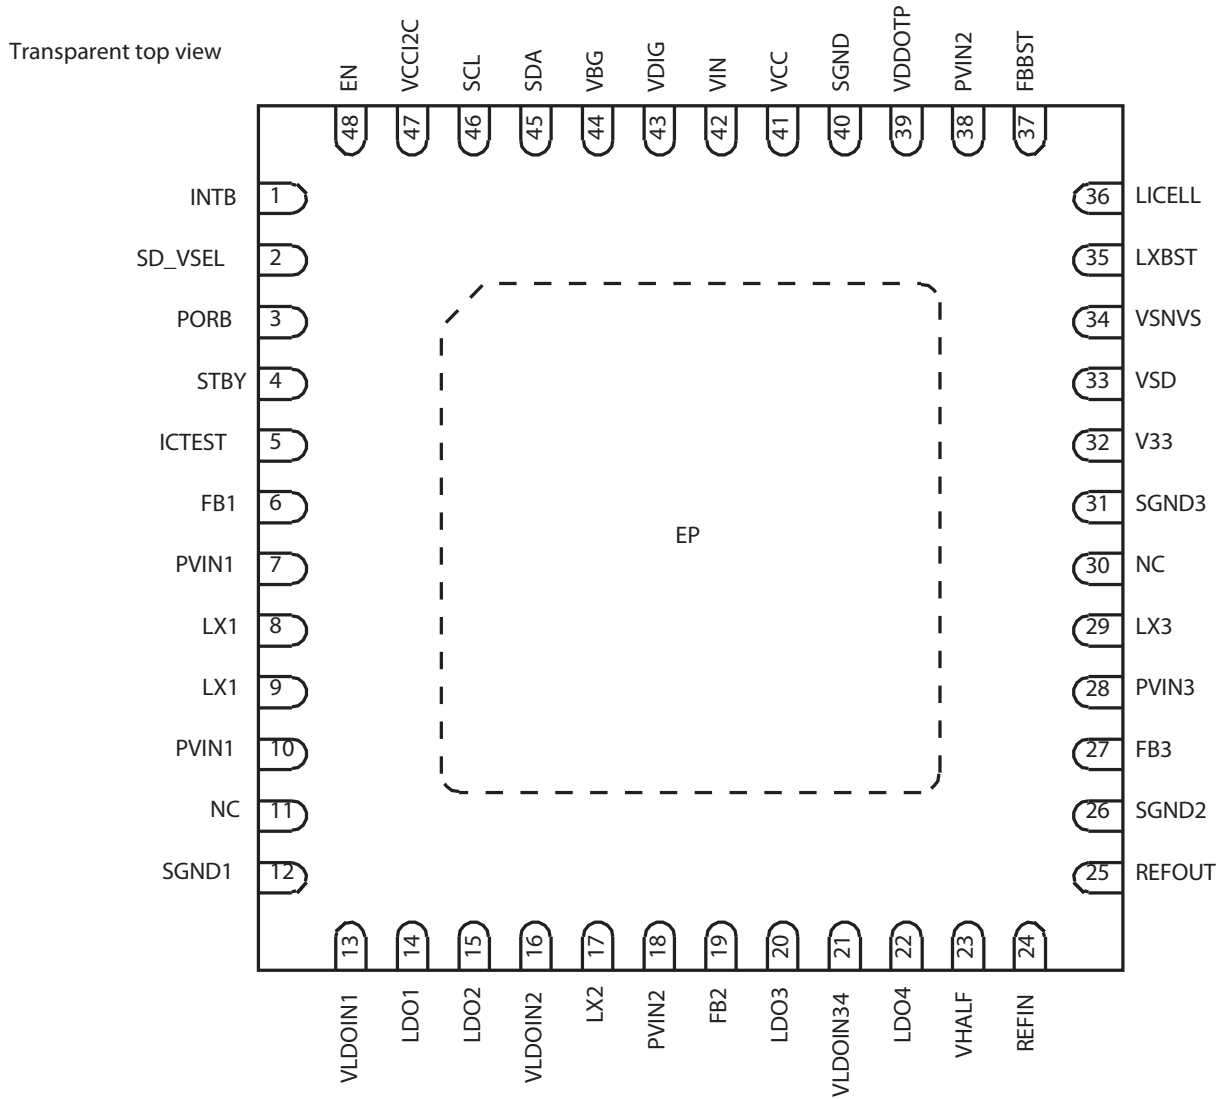 Transparent top view
EN
VCCI2C
SCL
SDA
VBG
VDIG
VIN
VCC
SGND
VDDOTP
PVIN2
FBBST
48
47
46
45
44
43
42
41
40
39
38
37
INTB 1
36 LICELL
SD_VSEL 2
35 LXBST
PORB 3
34 VSNVS
STBY 4
33 VSD
ICTEST 5
32 V33
FB1 6
31 SGND3
EP
PVIN1 7
30 NC
LX1 8
29 LX3
LX1 9
28 PVIN3
PVIN1 10
27 FB3
NC 11
26 SGND2
SGND1 12
25 REFOUT
13
14
15
16
17
18
19
20
21
22
23
24
VLDOIN1
LDO1
LDO2
VLDOIN2
LX2
PVIN2
FB2
LDO3
VLDOIN34
LDO4
VHALF
REFIN